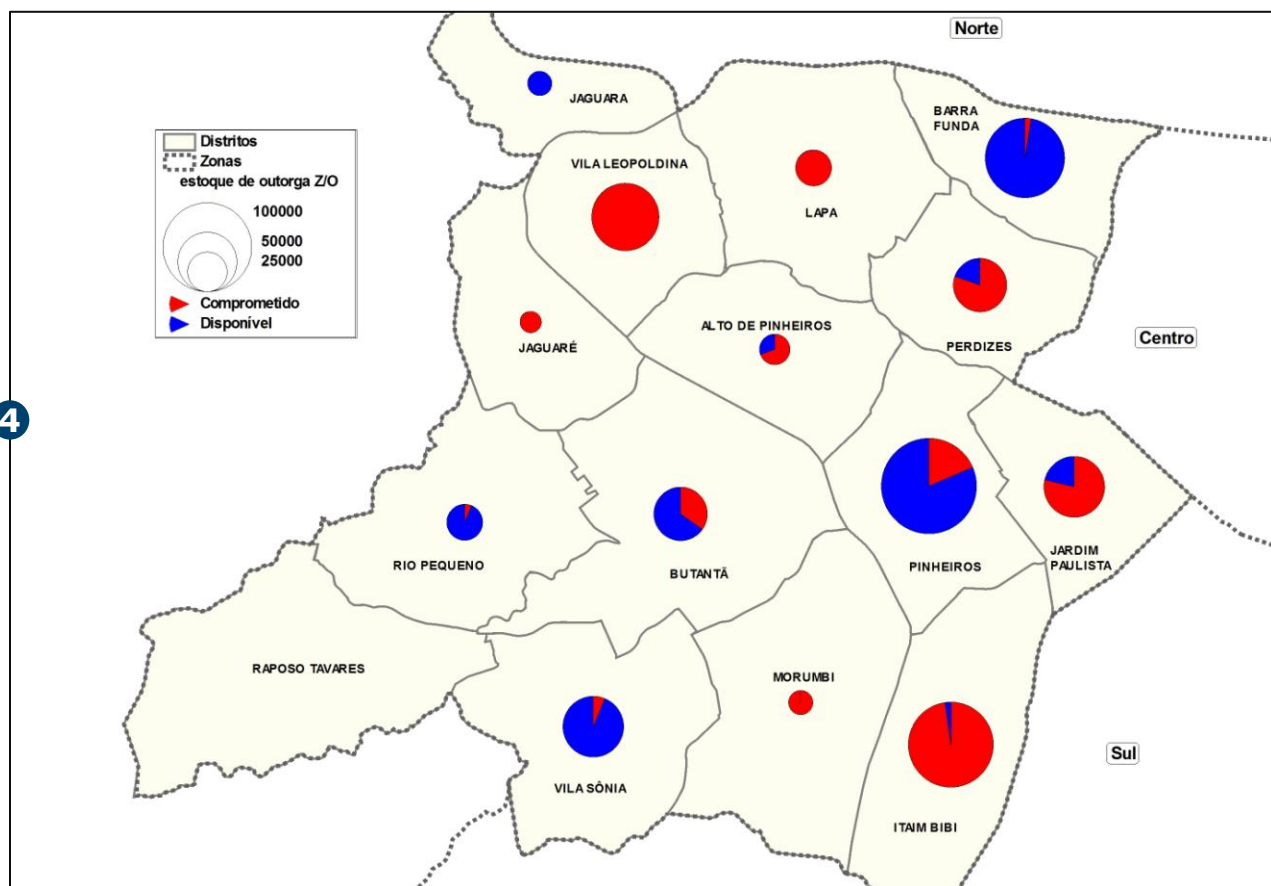 Norte
JAGUARA
BARRA
FUNDA
Distritos
Zonas
estoque de outorga Z/O
100000
50000
25000
Comprometido
Disponível
VILA LEOPOLDINA
LAPA
ALTO DE PINHEIROS
PERDIZES
Centro
JAGUARÉ
4
RIO PEQUENO
BUTANTÃ
PINHEIROS
JARDIM
PAULISTA
RAPOSO TAVARES
MORUMBI
Sul
VILA SÔNIA
ITAIM BIBI